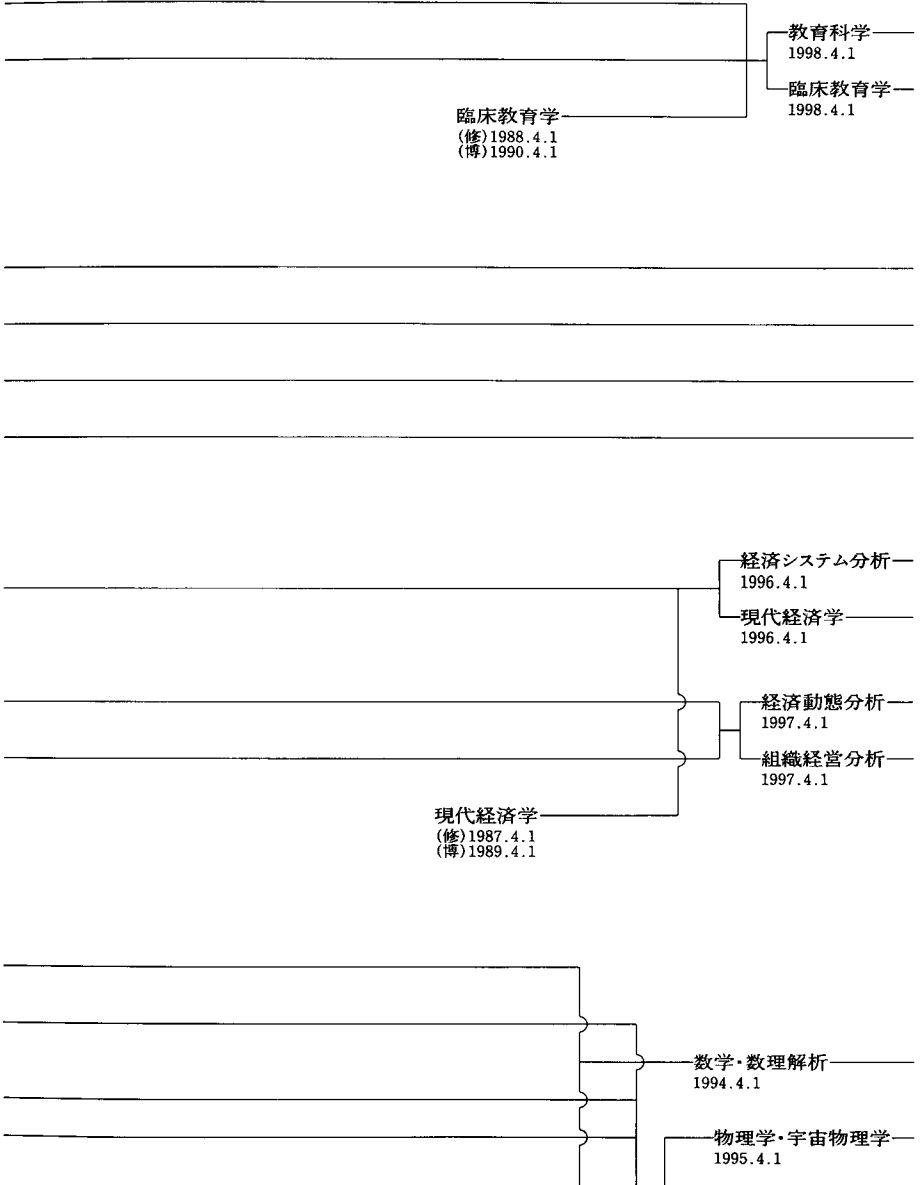 教育科学
1998.4.1
臨床教育学
1998.4.1
臨床教育学
(修)1988.4.1
(博)1990.4.1
経済システム分析
1996.4.1
現代経済学
1996.4.1
経済動態分析
1997.4.1
組織経営分析
1997.4.1
現代経済学
(修)1987.4.1
(博)1989.4.1
数学・数理解析
1994.4.1
物理学・宇宙物理学
1995.4.1